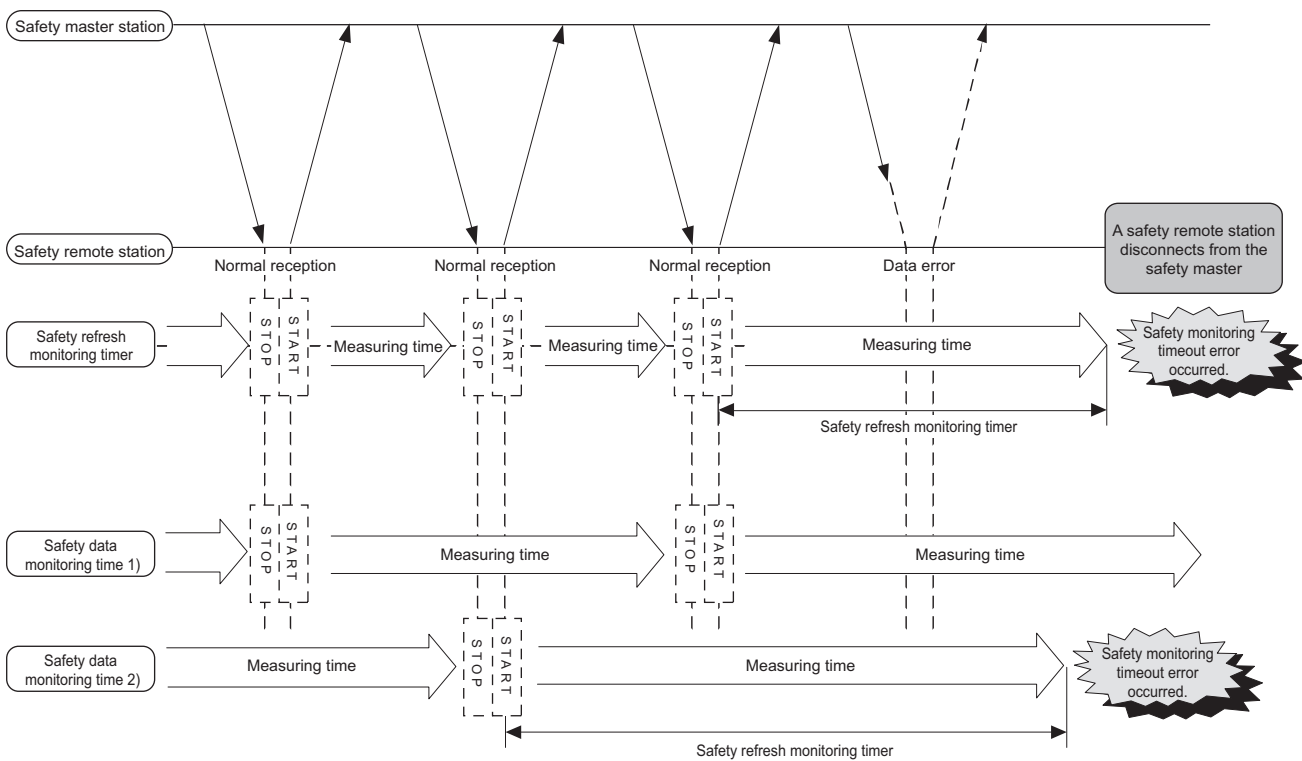 Safety master station
Safety remote station
A safety remote station
disconnects from the
safety master
Normal reception
Normal reception
Normal reception
Data error
Safety refresh
monitoring timer
STOP
START
Measuring time
STOP
START
Measuring time
STOP
START
Measuring time
Safety monitoring
timeout error
occurred.
Safety refresh monitoring timer
Safety data
monitoring time 1)
STOP
START
Measuring time
STOP
START
Measuring time
Safety data
monitoring time 2)
Measuring time
STOP
START
Measuring time
Safety monitoring
timeout error
occurred.
Safety refresh monitoring timer